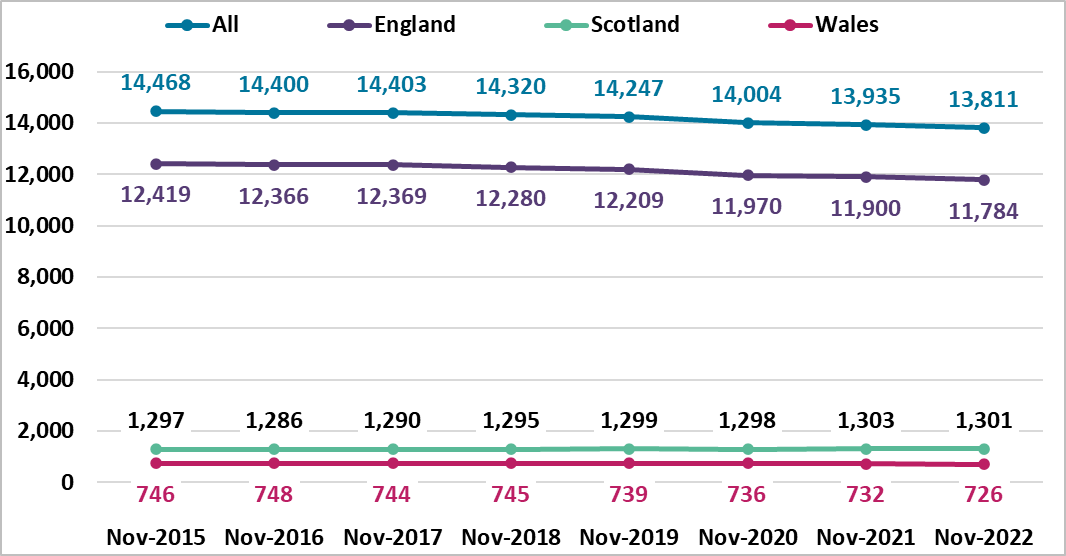 All England Scotland Wales
16,000
14,468 14,400 14,403 14,320 14,247 14,004 13,935 13,811
14,000
12,000
12,419 12,366 12,369 12,280 12,209 11,970 11,900 11,784
10,000
8,000
6,000
4,000
1,297 1,286 1,290 1,295 1,299 1,298 1,303 1,301
2,000
0
746 748 744 745 739 736 732 726
Nov-2015 Nov-2016 Nov-2017 Nov-2018 Nov-2019 Nov-2020 Nov-2021 Nov-2022